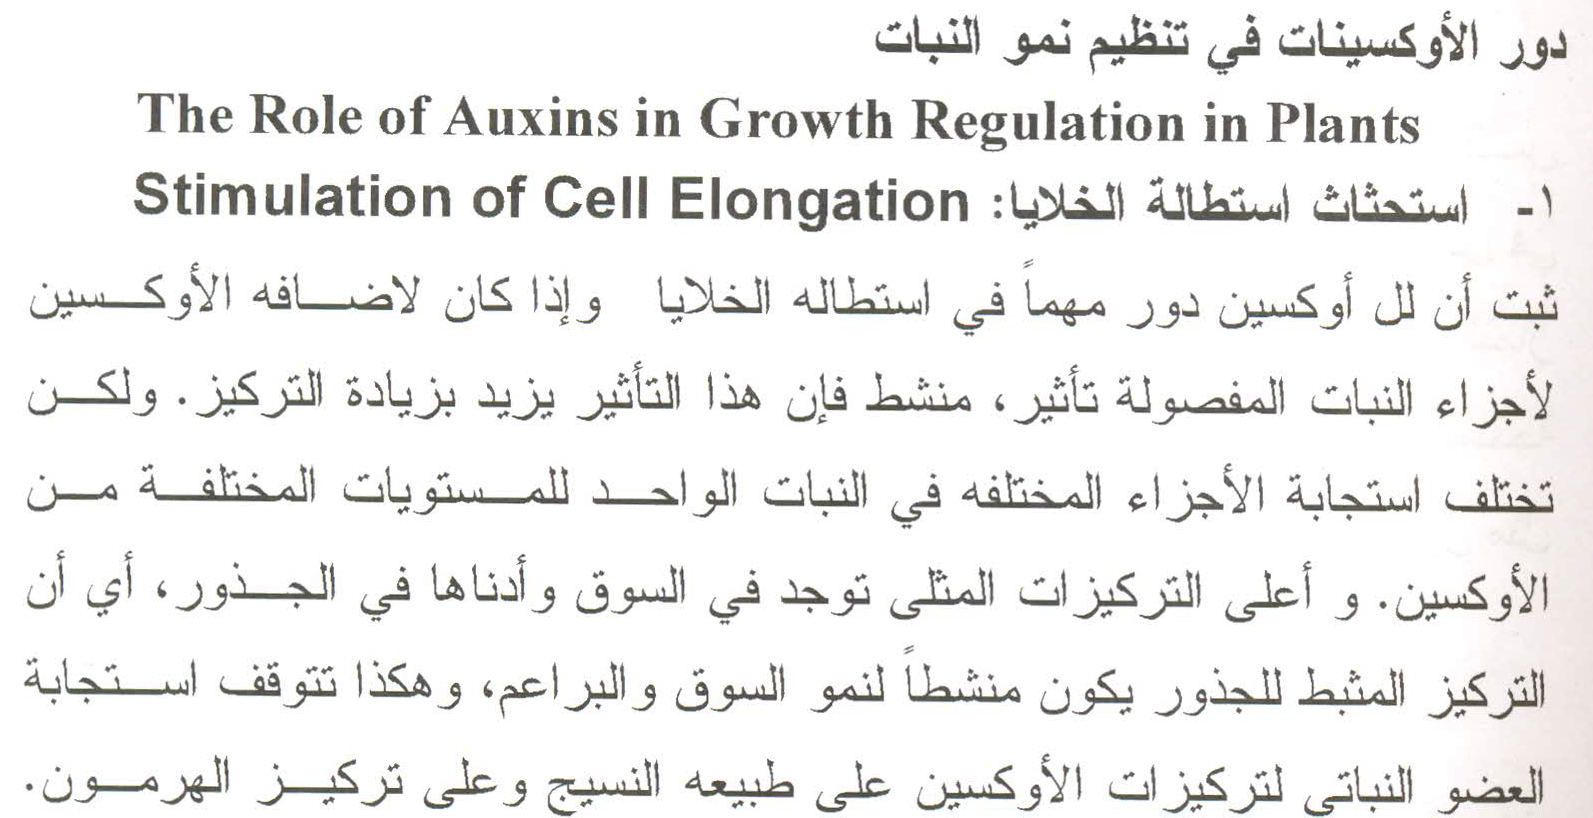 دور الأوكسينات في تنظيم نمو النبات
The Role of Auxins in Growth Regulation in Plants
١- استحثاث استطالة الخلايا: Stimulation of Cell Elongation
ثبت أن لل أوكسين دور مهماً في استطاله الخلايا وإذا كان لاضافه الأوكسين
لأجزاء النبات المفصولة تأثير، منشط فإن هذا التأثير يزيد بزيادة التركيز. ولكن
تختلف استجابة الأجزاء المختلفه في النبات الواحد للمستويات المختلفة من
الأوكسين. و أعلى التركيزات المثلى توجد في السوق وأدناها في الجذور، أي أن
التركيز المثبط للجذور يكون منشطاً لنمو السوق والبراعم، وهكذا تتوقف استجابة
العضو النباتى لتركيزات الأوكسين على طبيعه النسيج وعلى تركيز الهرمون.